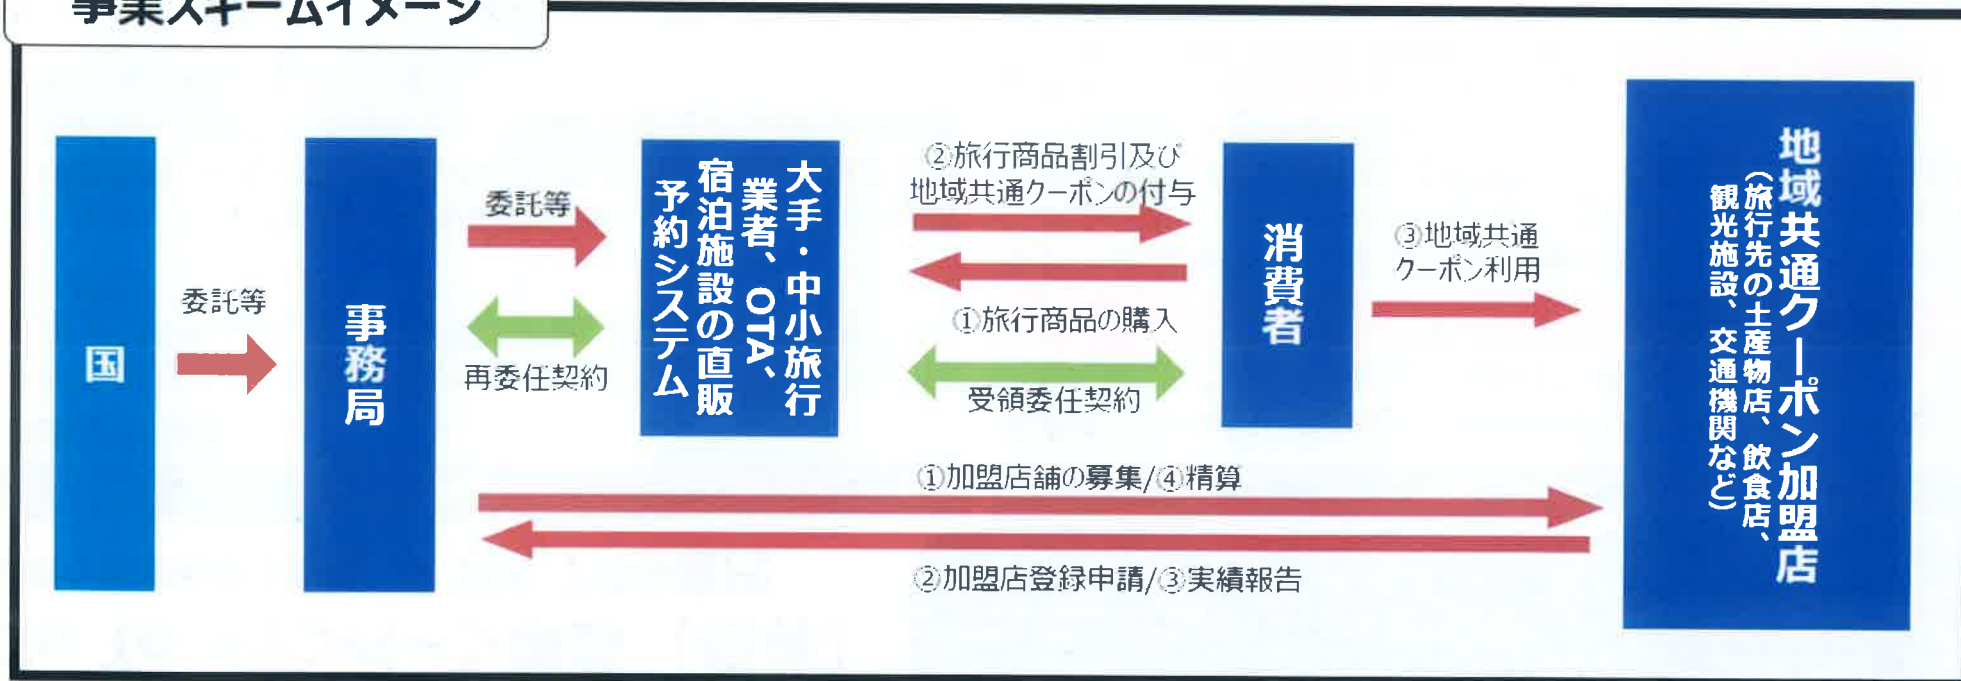 事業スキームイメージ
国
委託等
事務局
委託等
再委任契約
大手・中小旅行
業者、OTA、
宿泊施設の直販
予約システム
②旅行商品割引及び
地域共通クーポンの付与
①旅行商品の購入
受領委任契約
消費者
③地域共通
クーポン利用
地域共通クーポン加盟店
(旅行先の土産物店、飲食店、
観光施設、交通機関など)
①加盟店舗の募集/④精算
②加盟店登録申請/③実績報告